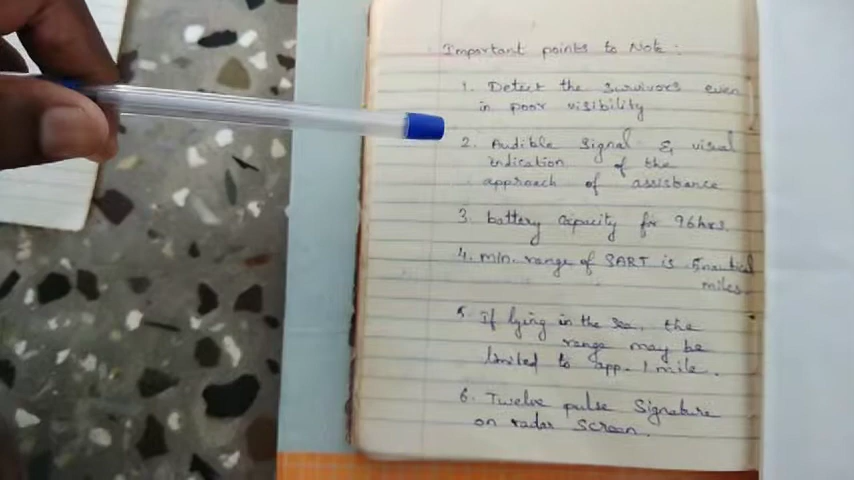 Important points to Note:
1. Detect the survivors even
in poor visibility
2. Audible Signal & visual
indication of the
approach of assistance
3. battery capacity for 96hrs.
4. min. range of SART is 5 nautical
miles.
5. If lying in the sea, the
range may be
limited to app. 1 mile.
6. Twelve pulse Signature
on radar Screen.